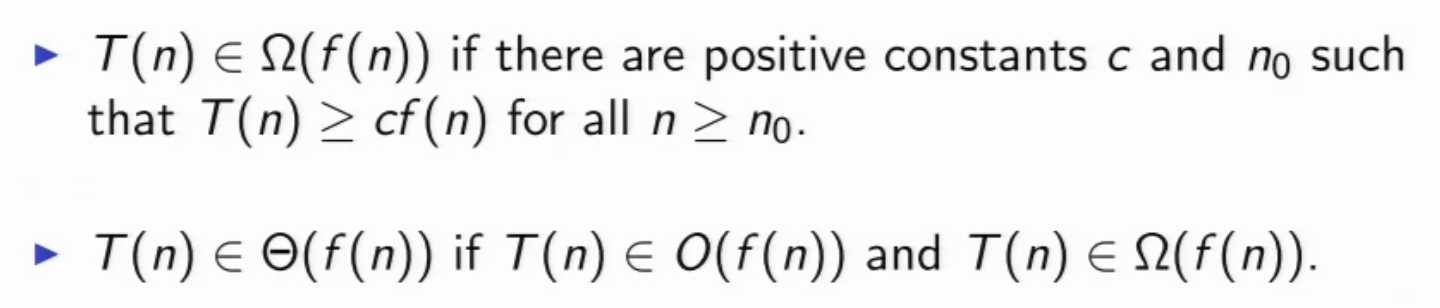 ▶ T(n) ∈ Ω(f(n)) if there are positive constants c and n₀ such
that T(n) ≥ cf(n) for all n ≥ n₀.
▶ T(n) ∈ Θ(f(n)) if T(n) ∈ O(f(n)) and T(n) ∈ Ω(f(n)).